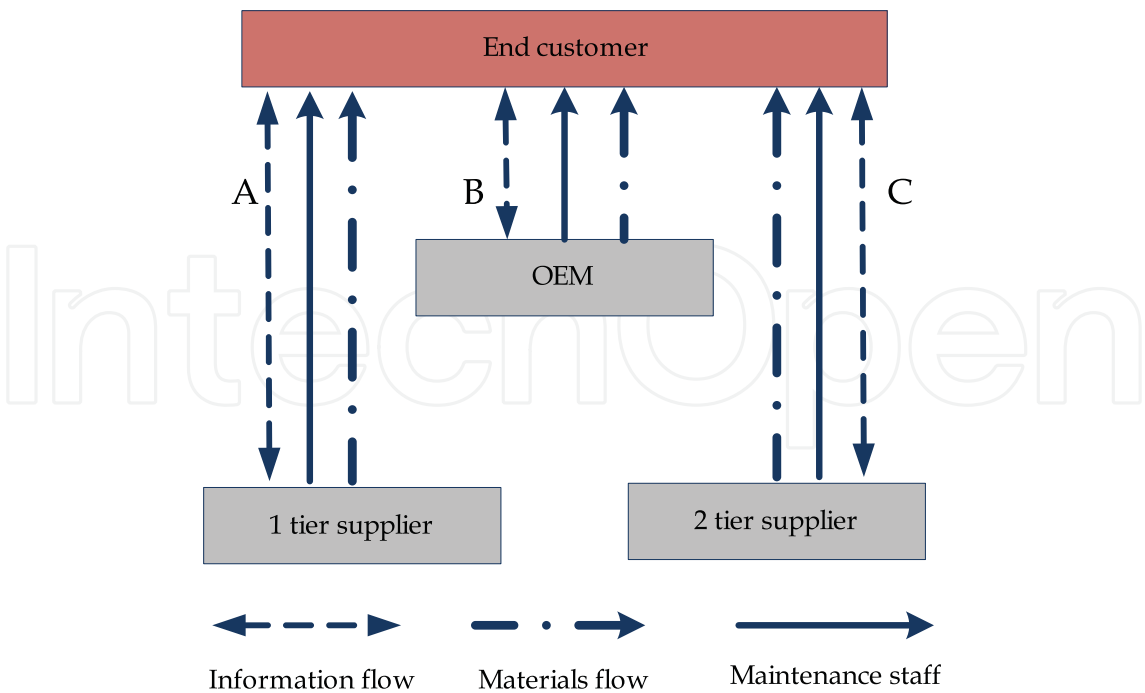 End customer
A
B
C
OEM
IntechOpen
1 tier supplier
2 tier supplier
Information flow
Materials flow
Maintenance staff